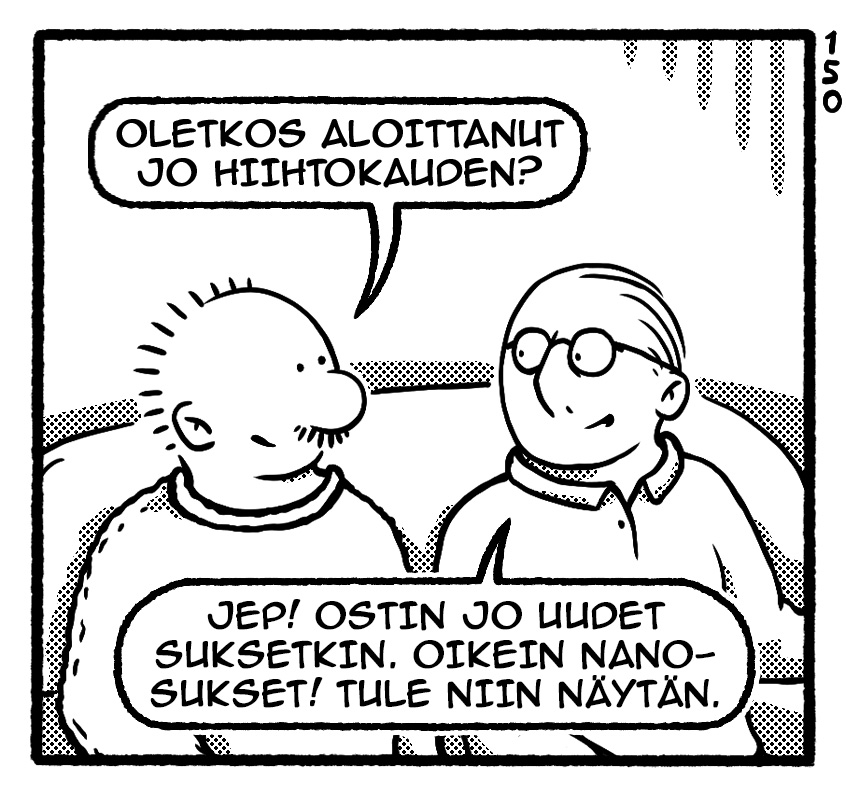 OLETKOS ALOITTANUT
JO HIIHTOKAUDEN?
JEP! OSTIN JO UUDET
SUKSETKIN. OIKEIN NANO-
SUKSET! TULE NIIN NÄYTÄN.
150